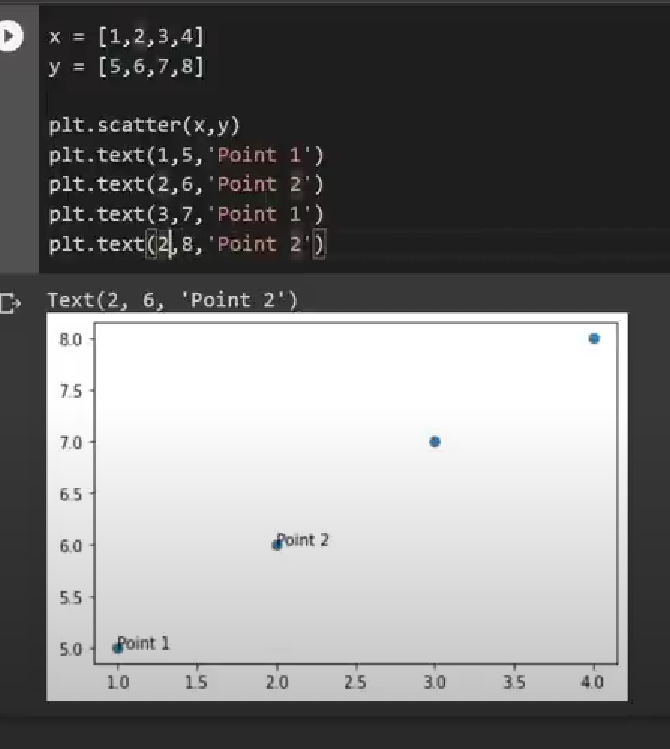 x = [1,2,3,4]
y = [5,6,7,8]
plt.scatter(x,y)
plt.text(1,5,'Point 1')
plt.text(2,6,'Point 2')
plt.text(3,7,'Point 1')
plt.text(2,8,'Point 2')
Text(2, 6, 'Point 2')
8.0
7.5
7.0
6.5
6.0 Point 2
5.5
5.0 Point 1
1.0 1.5 2.0 2.5 3.0 3.5 4.0